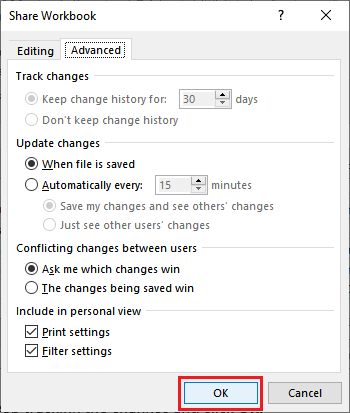 Share Workbook ? ×
Editing Advanced
Track changes
Keep change history for: 30 days
Don't keep change history
Update changes
When file is saved
Automatically every: 15 minutes
Save my changes and see others' changes
Just see other users' changes
Conflicting changes between users
Ask me which changes win
The changes being saved win
Include in personal view
Print settings
Filter settings
OK Cancel